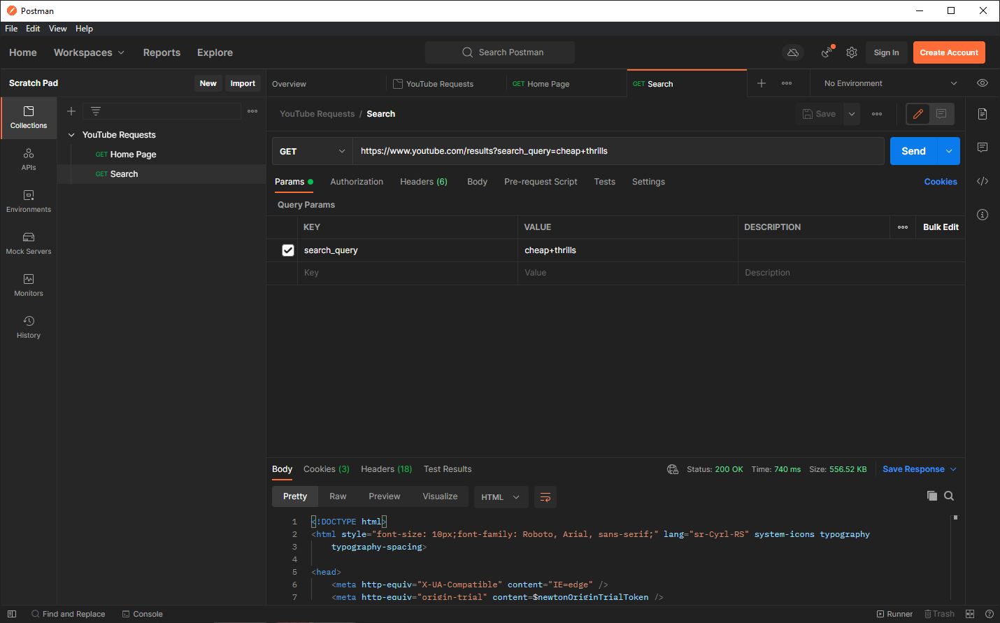 Postman
File Edit View Help
Home Workspaces Reports Explore Search Postman Sign In Create Account
Scratch Pad New Import Overview YouTube Requests GET Home Page GET Search No Environment
Collections
APIs
Environments
Mock Servers
Monitors
History
YouTube Requests
GET Home Page
GET Search
YouTube Requests / Search Save
GET https://www.youtube.com/results?search_query=cheap+thrills Send
Params Authorization Headers (6) Body Pre-request Script Tests Settings Cookies
Query Params
KEY VALUE DESCRIPTION Bulk Edit
search_query cheap+thrills
Key Value Description
Body Cookies (3) Headers (18) Test Results Status: 200 OK Time: 740 ms Size: 556.52 KB Save Response
Pretty Raw Preview Visualize HTML
1 <!DOCTYPE html>
2 <html style="font-size: 10px;font-family: Roboto, Arial, sans-serif;" lang="sr-Cyrl-RS" system-icons typography
3 typography-spacing>
4
5 <head>
6 <meta http-equiv="X-UA-Compatible" content="IE=edge" />
7 <meta http-equiv="origin-trial" content=$newtonOriginTrialToken />
Find and Replace Console Runner Trash